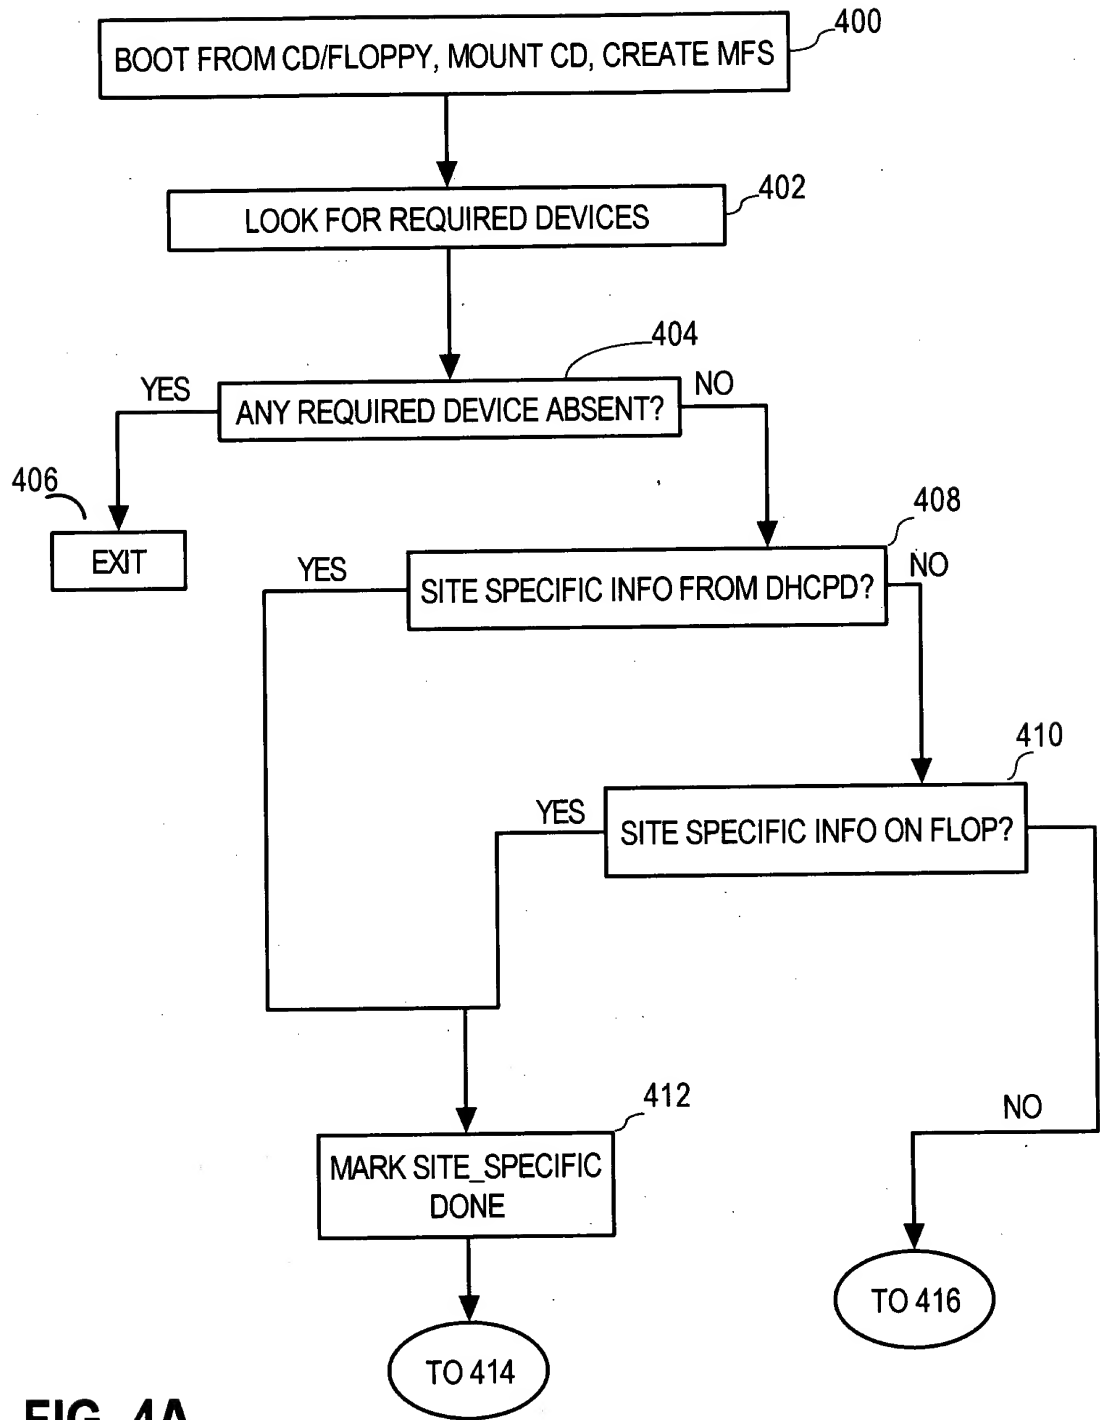 400
BOOT FROM CD/FLOPPY, MOUNT CD, CREATE MFS
402
LOOK FOR REQUIRED DEVICES
404
YES
NO
ANY REQUIRED DEVICE ABSENT?
406
408
EXIT
YES
NO
SITE SPECIFIC INFO FROM DHCPD?
410
YES
SITE SPECIFIC INFO ON FLOP?
412
NO
MARK SITE_SPECIFIC
DONE
TO 416
TO 414
FIG. 4A